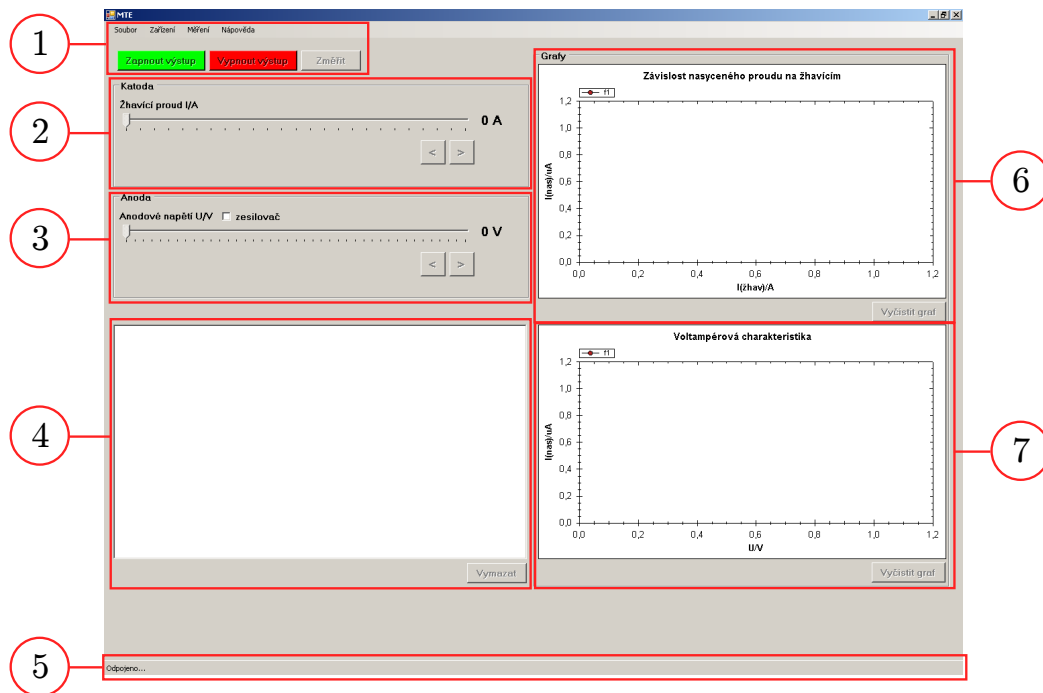 MTE
Soubor Zařízení Měření Nápověda
1
Zapnout výstup Vypnout výstup Změřit
Katoda
Žhavící proud I/A
0 A
2
< >
Anoda
Anodové napětí U/V zesilovač
0 V
3
< >
4
Vymazat
5
Odpojeno...
Grafy
Závislost nasyceného proudu na žhavícím
f1
1,2
1,0
0,8
0,6
0,4
0,2
0,0
I(nas)/uA
0,0 0,2 0,4 0,6 0,8 1,0 1,2
I(žhav)/A
6
Vyčistit graf
Voltampérová charakteristika
f1
1,2
1,0
0,8
0,6
0,4
0,2
0,0
I(nas)/uA
0,0 0,2 0,4 0,6 0,8 1,0 1,2
U/V
7
Vyčistit graf